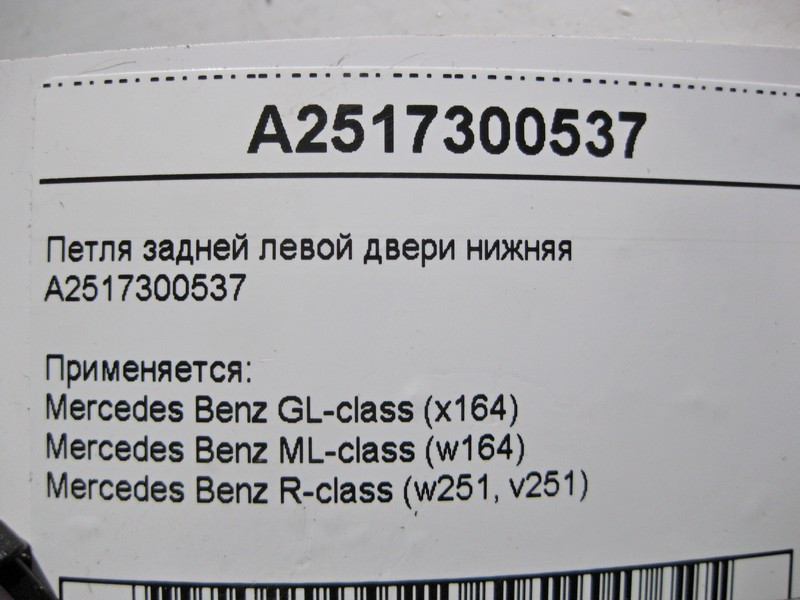 A2517300537
Петля задней левой двери нижняя
A2517300537
Применяется:
Mercedes Benz GL-class (x164)
Mercedes Benz ML-class (w164)
Mercedes Benz R-class (w251, v251)